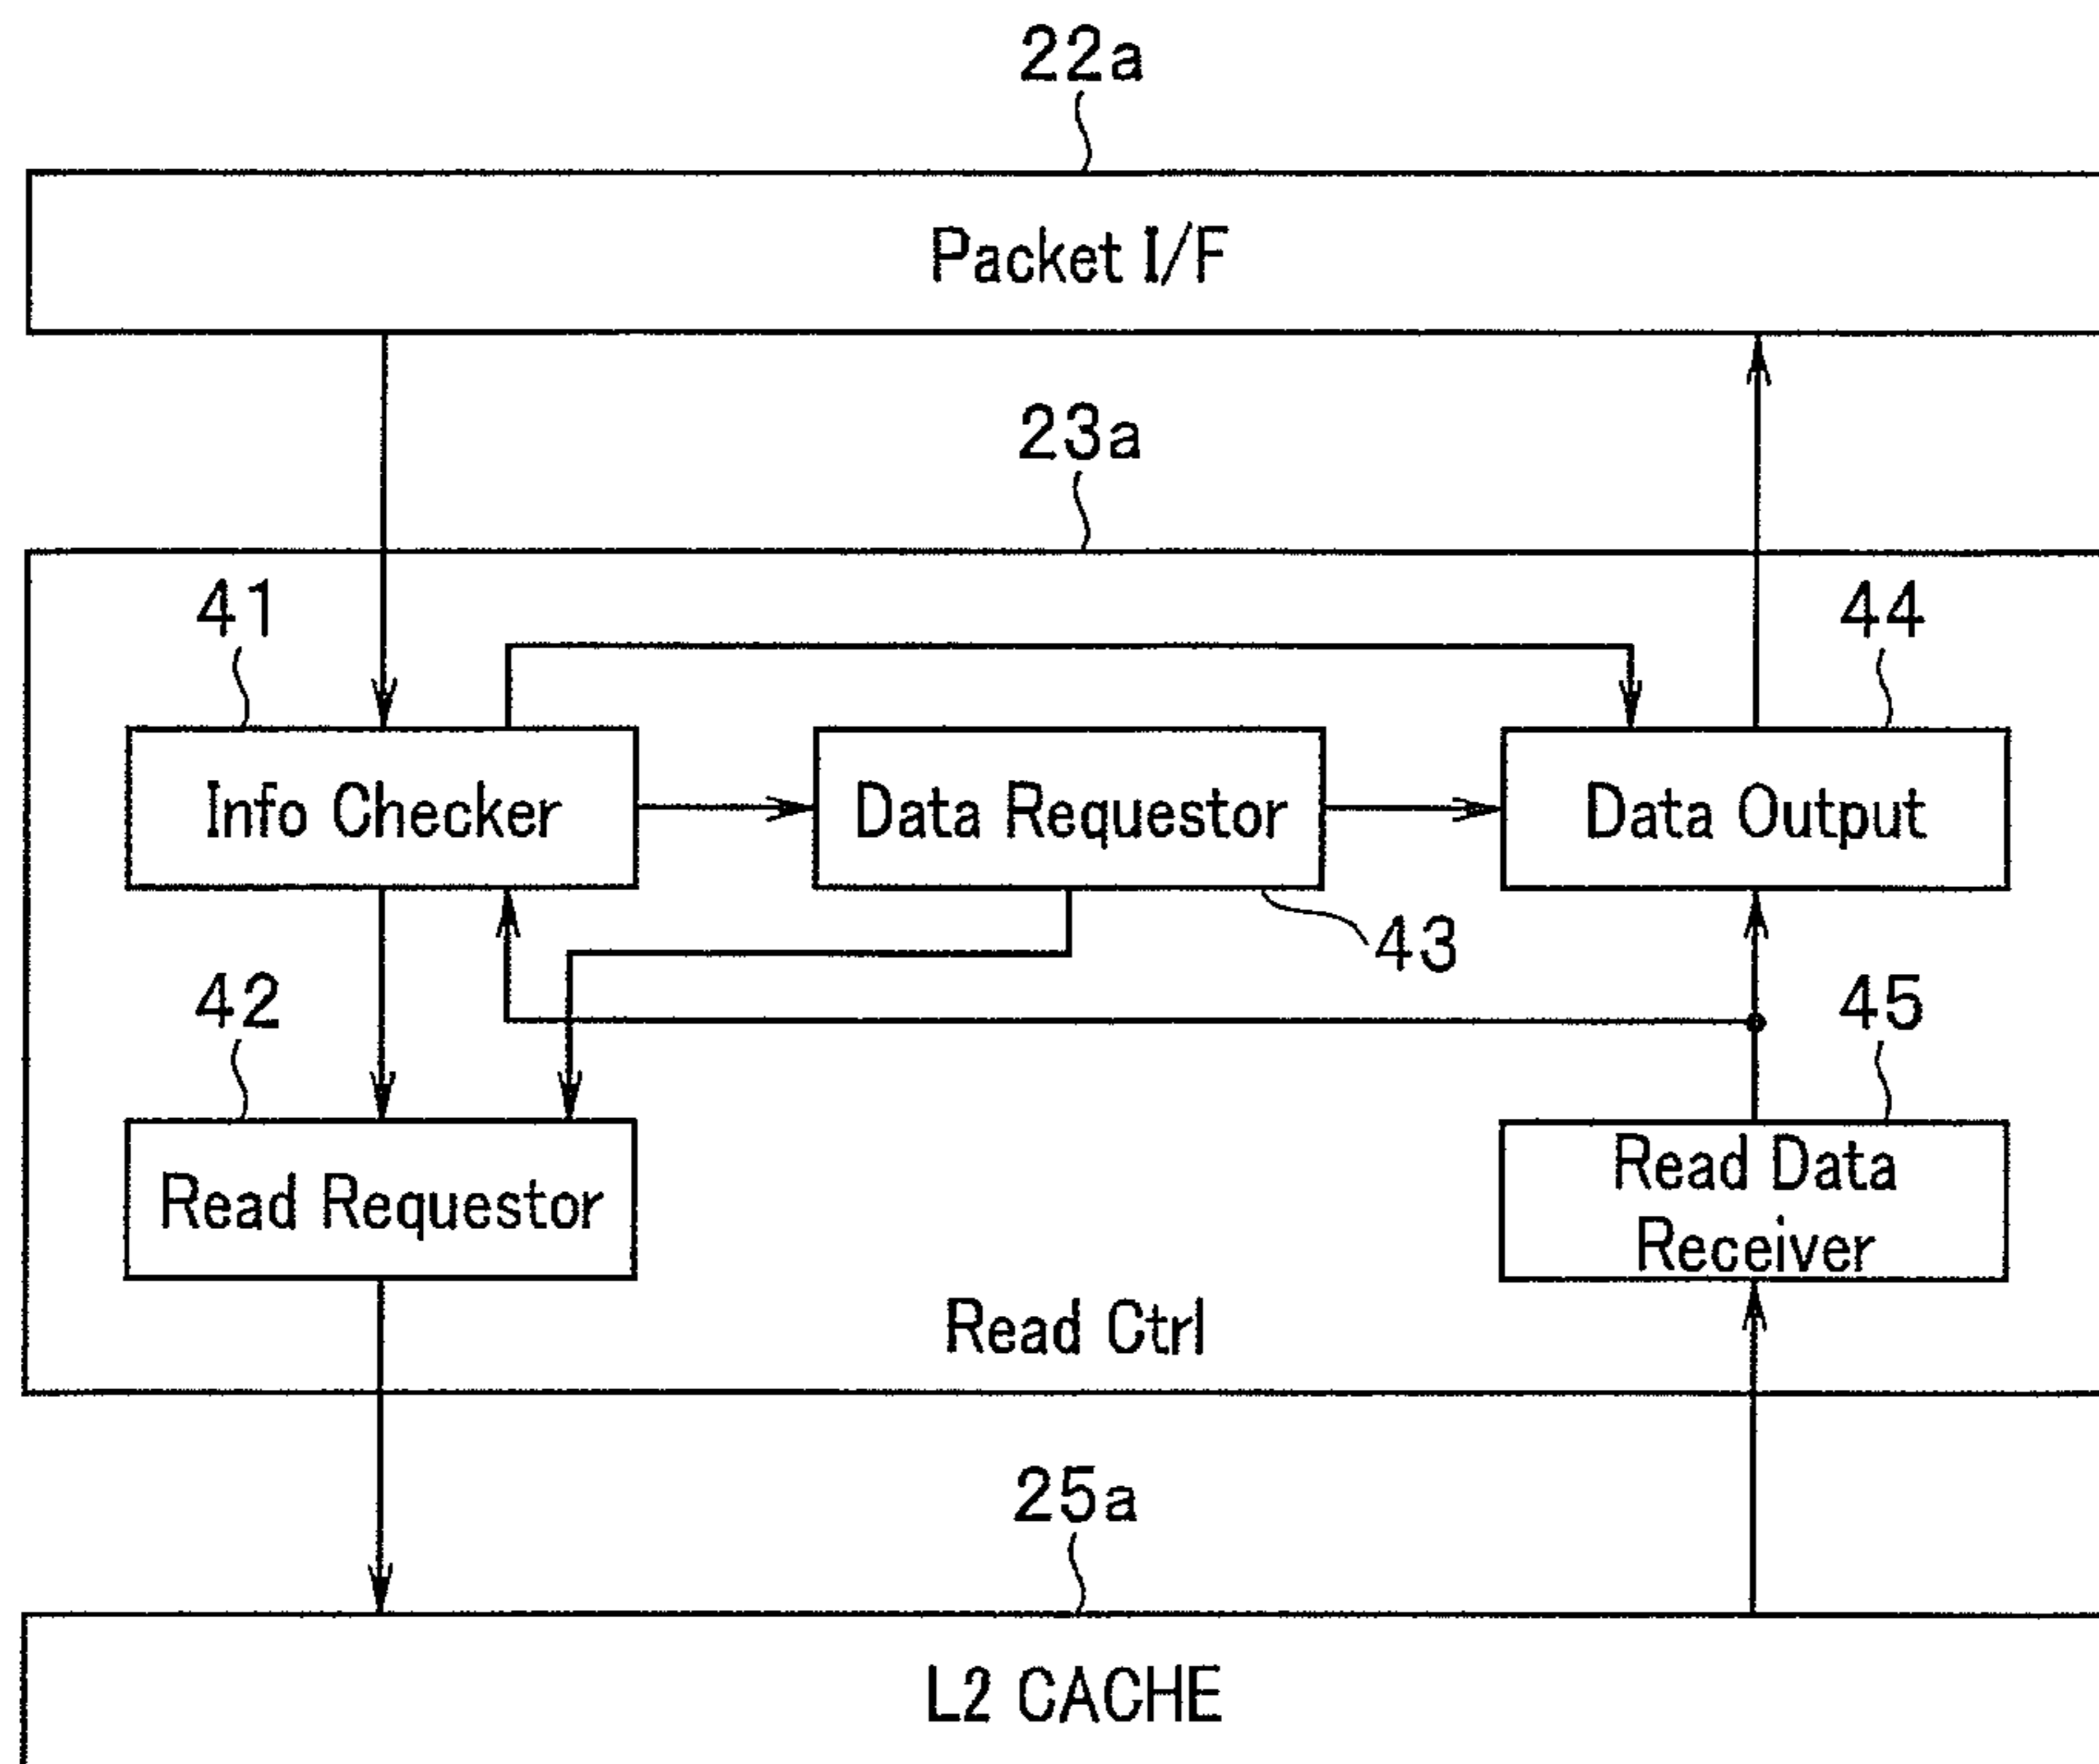 22a
Packet I/F
23a
41
44
Info Checker
Data Requestor
Data Output
43
42
45
Read Requestor
Read Data
Receiver
Read Ctrl
25a
L2 CACHE